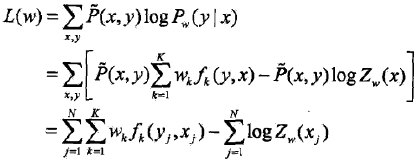 L(w) = ∑_{x,y} P̃(x,y) log P_w(y | x)
= ∑_{x,y} [ P̃(x,y) ∑_{k=1}^{K} w_k f_k(y,x) − P̃(x,y) log Z_w(x) ]
= ∑_{j=1}^{N} ∑_{k=1}^{K} w_k f_k(y_j,x_j) − ∑_{j=1}^{N} log Z_w(x_j)